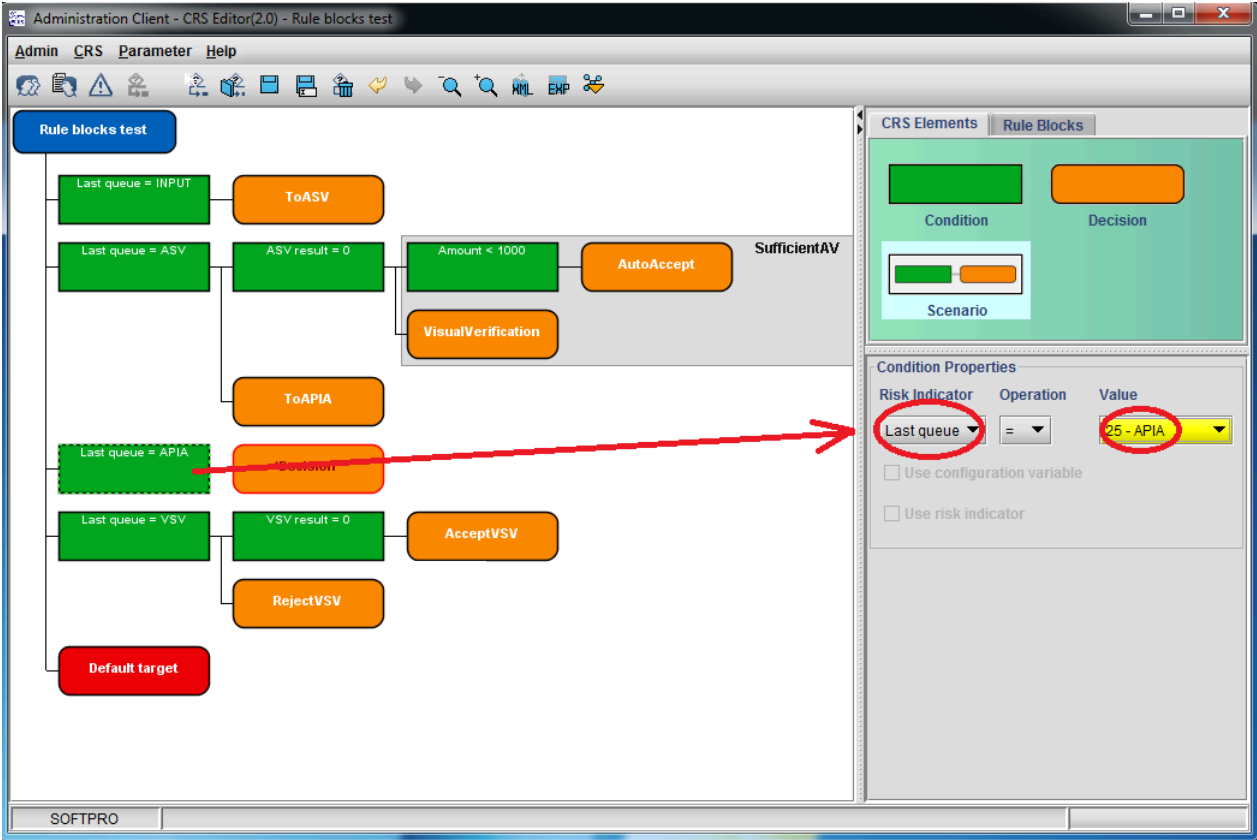 Administration Client - CRS Editor(2.0) - Rule blocks test
Admin CRS Parameter Help
XML EXP
Rule blocks test
Last queue = INPUT
ToASV
Last queue = ASV
ASV result = 0
Amount < 1000
AutoAccept
SufficientAV
VisualVerification
ToAPIA
Last queue = APIA
Decision
Last queue = VSV
VSV result = 0
AcceptVSV
RejectVSV
Default target
CRS Elements
Rule Blocks
Condition
Decision
Scenario
Condition Properties
Risk Indicator Operation Value
Last queue = 25 - APIA
Use configuration variable
Use risk indicator
SOFTPRO